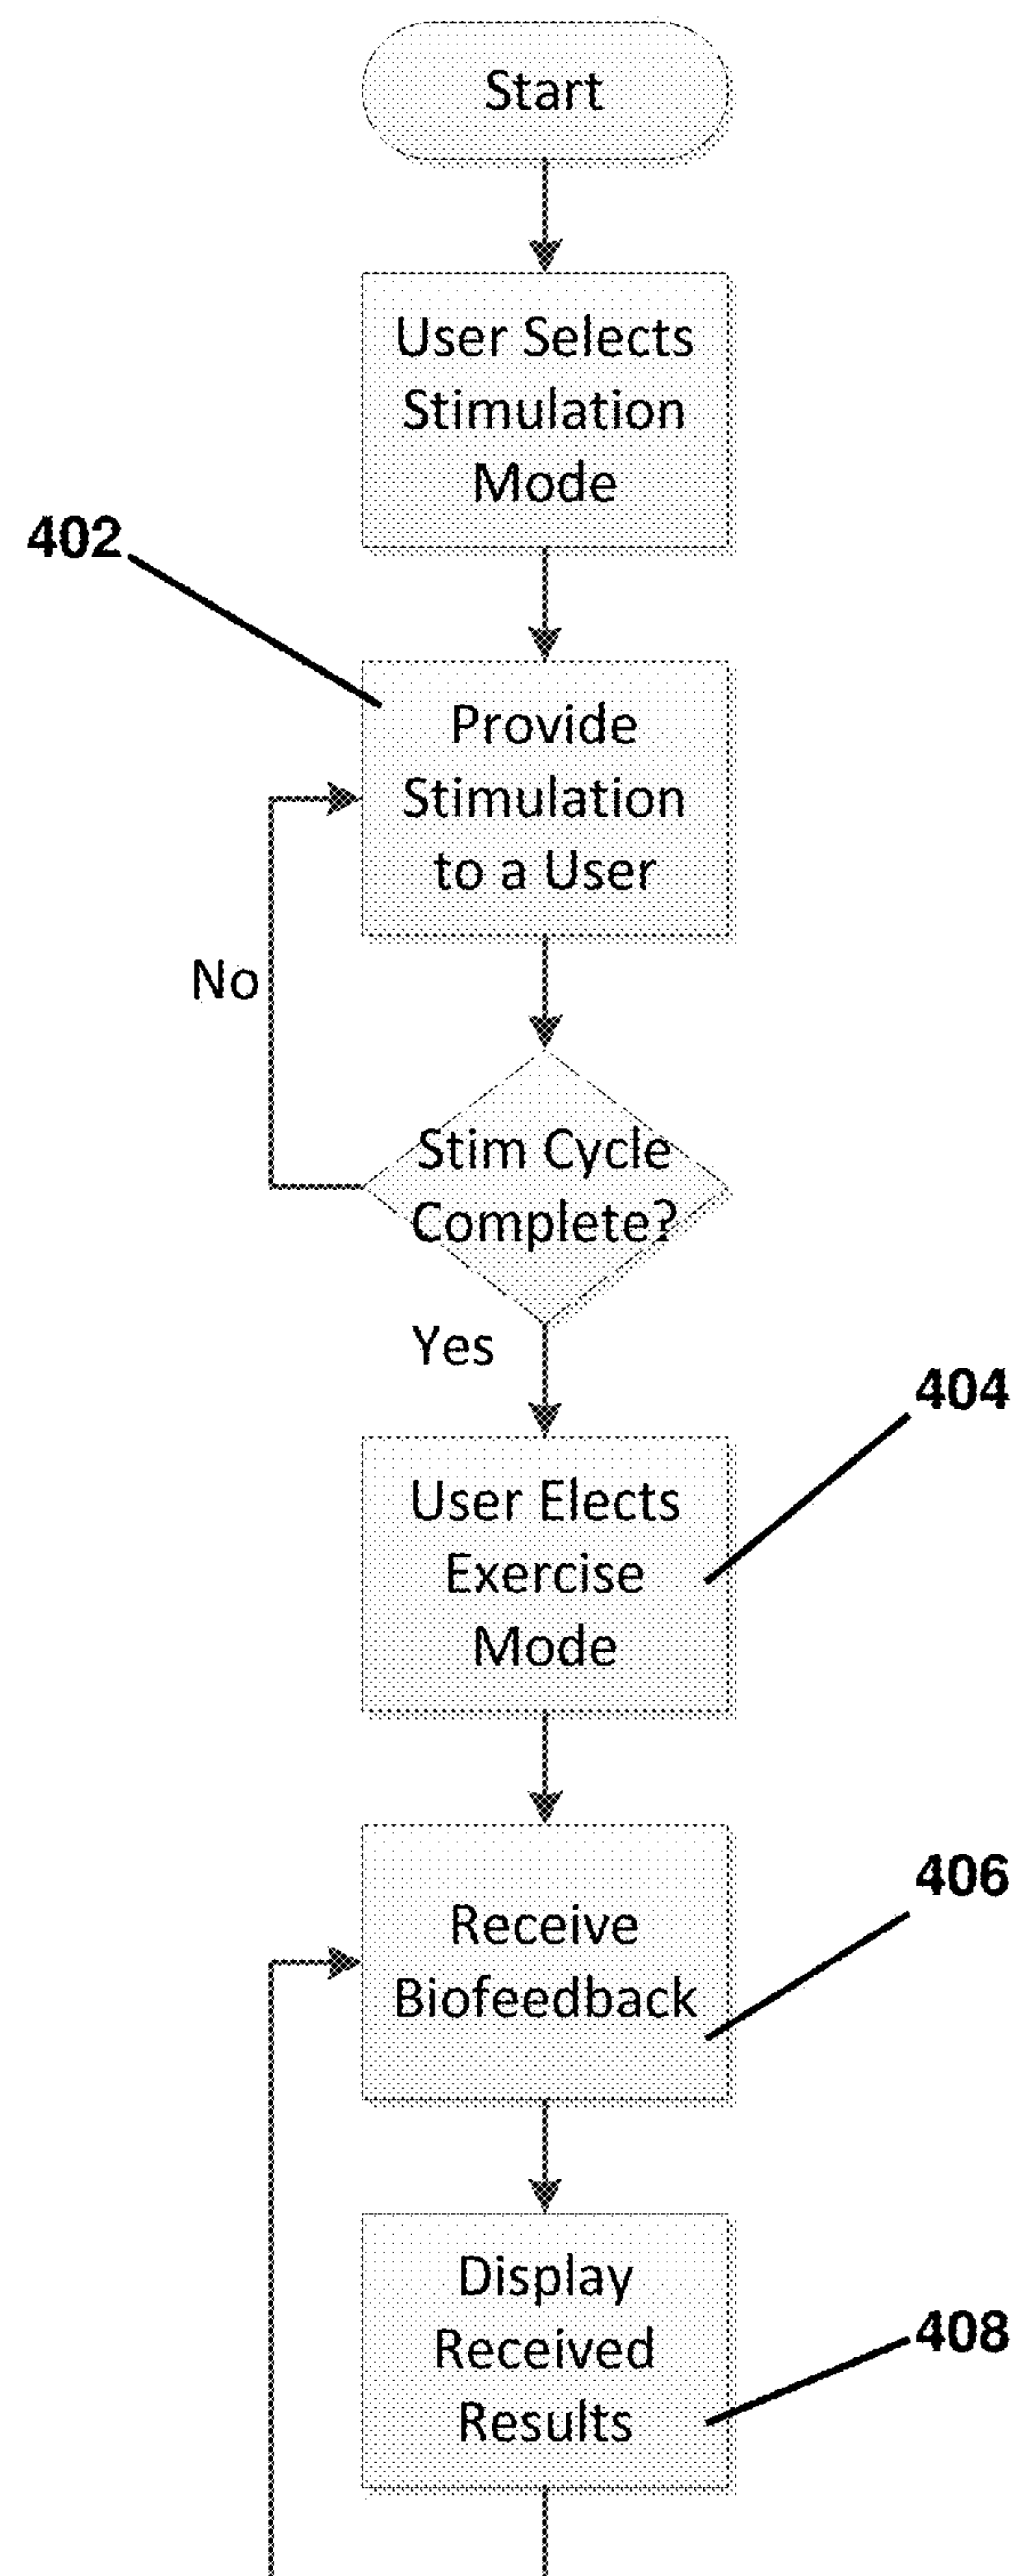 Start
User Selects
Stimulation
Mode
402
Provide
Stimulation
to a User
No
Stim Cycle
Complete?
Yes
404
User Elects
Exercise
Mode
406
Receive
Biofeedback
Display
Received
Results
408